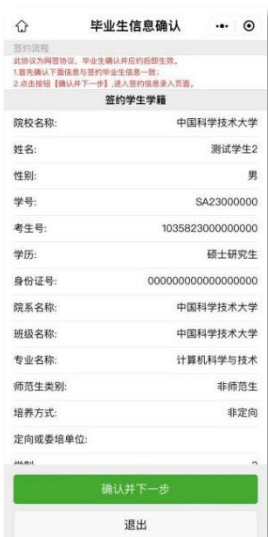 毕业生信息确认
签约流程
此协议为网签协议，毕业生确认并应约后即生效。
1.首先确认下面信息与签约毕业生信息一致；
2.点击按钮【确认并下一步】,进入签约信息录入页面。
签约学生学籍
院校名称: 中国科学技术大学
姓名: 测试学生2
性别: 男
学号: SA23000000
考生号: 1035823000000000
学历: 硕士研究生
身份证号: 000000000000000000
院系名称: 中国科学技术大学
班级名称: 中国科学技术大学
专业名称: 计算机科学与技术
师范生类别: 非师范生
培养方式: 非定向
定向或委培单位:
确认并下一步
退出